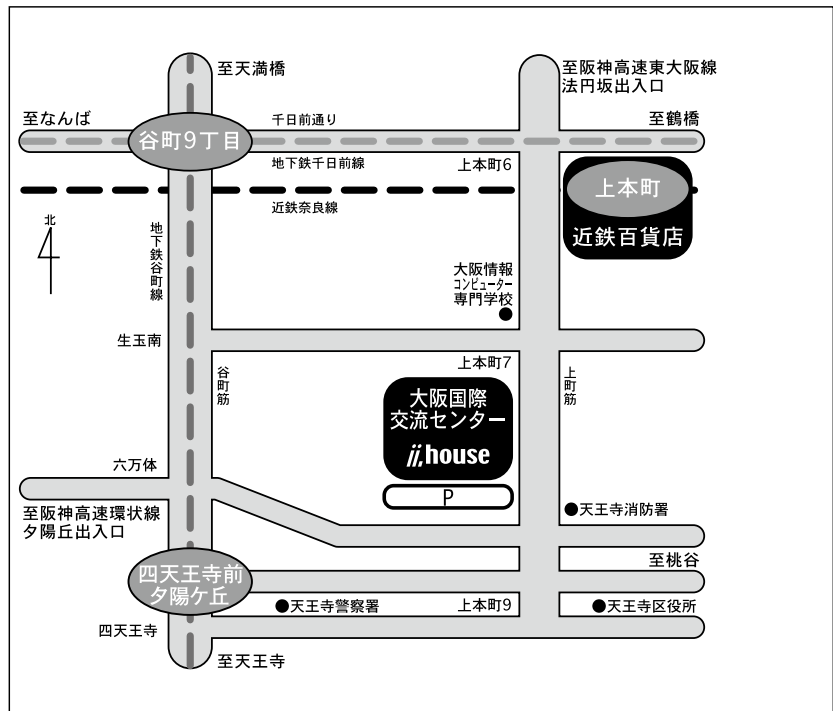 至天満橋
至阪神高速東大阪線
法円坂出入口
至なんば
千日前通り
至鶴橋
谷町9丁目
地下鉄千日前線
上本町6
上本町
近鉄奈良線
近鉄百貨店
北
地下鉄谷町線
大阪情報
コンピューター
専門学校
生玉南
上本町7
谷町筋
上町筋
大阪国際
交流センター
ii,house
六万体
P
至阪神高速環状線
夕陽丘出入口
天王寺消防署
至桃谷
四天王寺前
夕陽ケ丘
天王寺警察署
上本町9
天王寺区役所
四天王寺
至天王寺